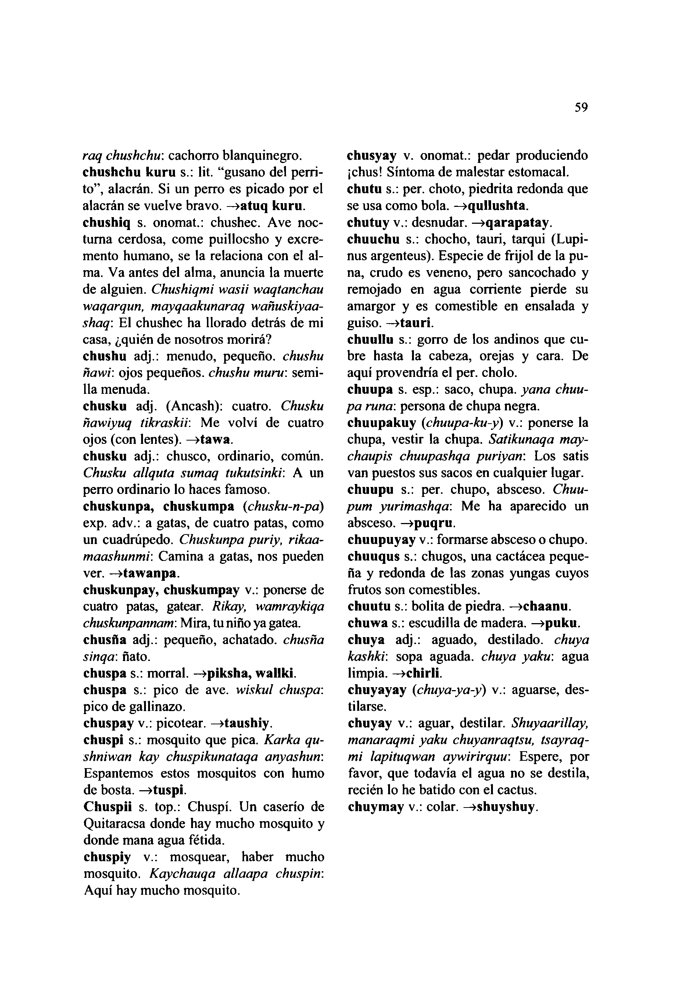 59
raq chushchu: cachorro blanquinegro.
chushchu kuru s.: lit. “gusano del perri-
to”, alacrán. Si un perro es picado por el
alacrán se vuelve bravo. →atuq kuru.
chushiq s. onomat.: chushec. Ave noc-
turna cerdosa, come puillocsho y excre-
mento humano, se la relaciona con el al-
ma. Va antes del alma, anuncia la muerte
de alguien. Chushiqmi wasii waqtanchau
waqarqun, mayqaakunaraq wañuskiyaa-
shaq: El chushec ha llorado detrás de mi
casa, ¿quién de nosotros morirá?
chushu adj.: menudo, pequeño. chushu
ñawi: ojos pequeños. chushu muru: semi-
lla menuda.
chusku adj. (Ancash): cuatro. Chusku
ñawiyuq tikraskii: Me volví de cuatro
ojos (con lentes). →tawa.
chusku adj.: chusco, ordinario, común.
Chusku allquta sumaq tukutsinki: A un
perro ordinario lo haces famoso.
chuskunpa, chuskumpa (chusku-n-pa)
exp. adv.: a gatas, de cuatro patas, como
un cuadrúpedo. Chuskunpa puriy, rikaa-
maashunmi: Camina a gatas, nos pueden
ver. →tawanpa.
chuskunpay, chuskumpay v.: ponerse de
cuatro patas, gatear. Rikay, wamraykiqa
chuskunpannam: Mira, tu niño ya gatea.
chusña adj.: pequeño, achatado. chusña
sinqa: ñato.
chuspa s.: morral. →piksha, wallki.
chuspa s.: pico de ave. wiskul chuspa:
pico de gallinazo.
chuspay v.: picotear. →taushiy.
chuspi s.: mosquito que pica. Karka qu-
shniwan kay chuspikunataqa anyashun:
Espantemos estos mosquitos con humo
de bosta. →tuspi.
Chuspii s. top.: Chuspí. Un caserío de
Quitaracsa donde hay mucho mosquito y
donde mana agua fétida.
chuspiy v.: mosquear, haber mucho
mosquito. Kaychauqa allaapa chuspin:
Aquí hay mucho mosquito.
chusyay v. onomat.: pedar produciendo
¡chus! Síntoma de malestar estomacal.
chutu s.: per. choto, piedrita redonda que
se usa como bola. →qullushta.
chutuy v.: desnudar. →qarapatay.
chuuchu s.: chocho, tauri, tarqui (Lupi-
nus argenteus). Especie de frijol de la pu-
na, crudo es veneno, pero sancochado y
remojado en agua corriente pierde su
amargor y es comestible en ensalada y
guiso. →tauri.
chuullu s.: gorro de los andinos que cu-
bre hasta la cabeza, orejas y cara. De
aquí provendría el per. cholo.
chuupa s. esp.: saco, chupa. yana chuu-
pa runa: persona de chupa negra.
chuupakuy (chuupa-ku-y) v.: ponerse la
chupa, vestir la chupa. Satikunaqa may-
chaupis chuupashqa puriyan: Los satis
van puestos sus sacos en cualquier lugar.
chuupu s.: per. chupo, absceso. Chuu-
pum yurimashqa: Me ha aparecido un
absceso. →puqru.
chuupuyay v.: formarse absceso o chupo.
chuuqus s.: chugos, una cactácea peque-
ña y redonda de las zonas yungas cuyos
frutos son comestibles.
chuutu s.: bolita de piedra. →chaanu.
chuwa s.: escudilla de madera. →puku.
chuya adj.: aguado, destilado. chuya
kashki: sopa aguada. chuya yaku: agua
limpia. →chirli.
chuyayay (chuya-ya-y) v.: aguarse, des-
tilarse.
chuyay v.: aguar, destilar. Shuyaarillay,
manaraqmi yaku chuyanraqtsu, tsayraq-
mi lapituqwan aywirirquu: Espere, por
favor, que todavía el agua no se destila,
recién lo he batido con el cactus.
chuymay v.: colar. →shuyshuy.